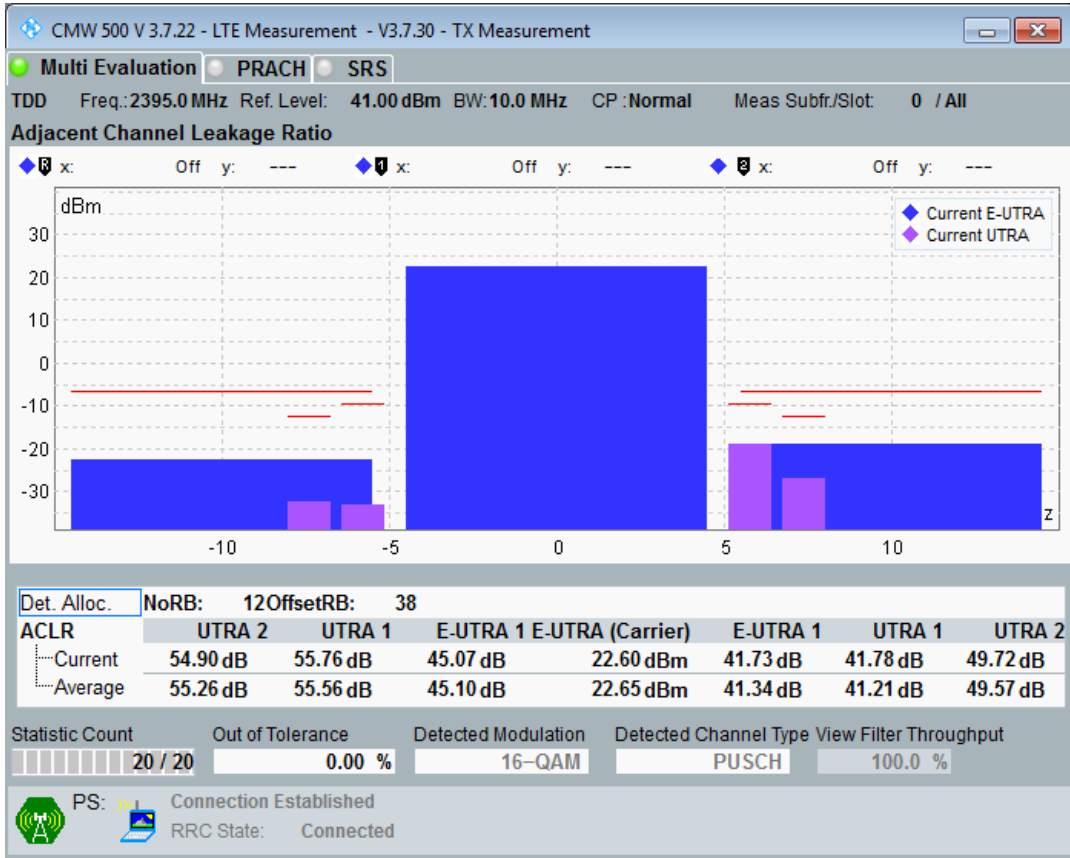 CMW 500 V 3.7.22 - LTE Measurement - V3.7.30 - TX Measurement
Multi Evaluation PRACH SRS
TDD Freq.: 2395.0 MHz Ref. Level: 41.00 dBm BW: 10.0 MHz CP : Normal Meas Subfr./Slot: 0 / All
Adjacent Channel Leakage Ratio
R x: Off y: --- 1 x: Off y: --- 2 x: Off y: ---
dBm
Current E-UTRA
Current UTRA
30
20
10
0
-10
-20
-30
z
-10 -5 0 5 10
Det. Alloc. NoRB: 12 OffsetRB: 38
ACLR UTRA 2 UTRA 1 E-UTRA 1 E-UTRA (Carrier) E-UTRA 1 UTRA 1 UTRA 2
Current 54.90 dB 55.76 dB 45.07 dB 22.60 dBm 41.73 dB 41.78 dB 49.72 dB
Average 55.26 dB 55.56 dB 45.10 dB 22.65 dBm 41.34 dB 41.21 dB 49.57 dB
Statistic Count Out of Tolerance Detected Modulation Detected Channel Type View Filter Throughput
20 / 20 0.00 % 16-QAM PUSCH 100.0 %
PS: Connection Established
RRC State: Connected